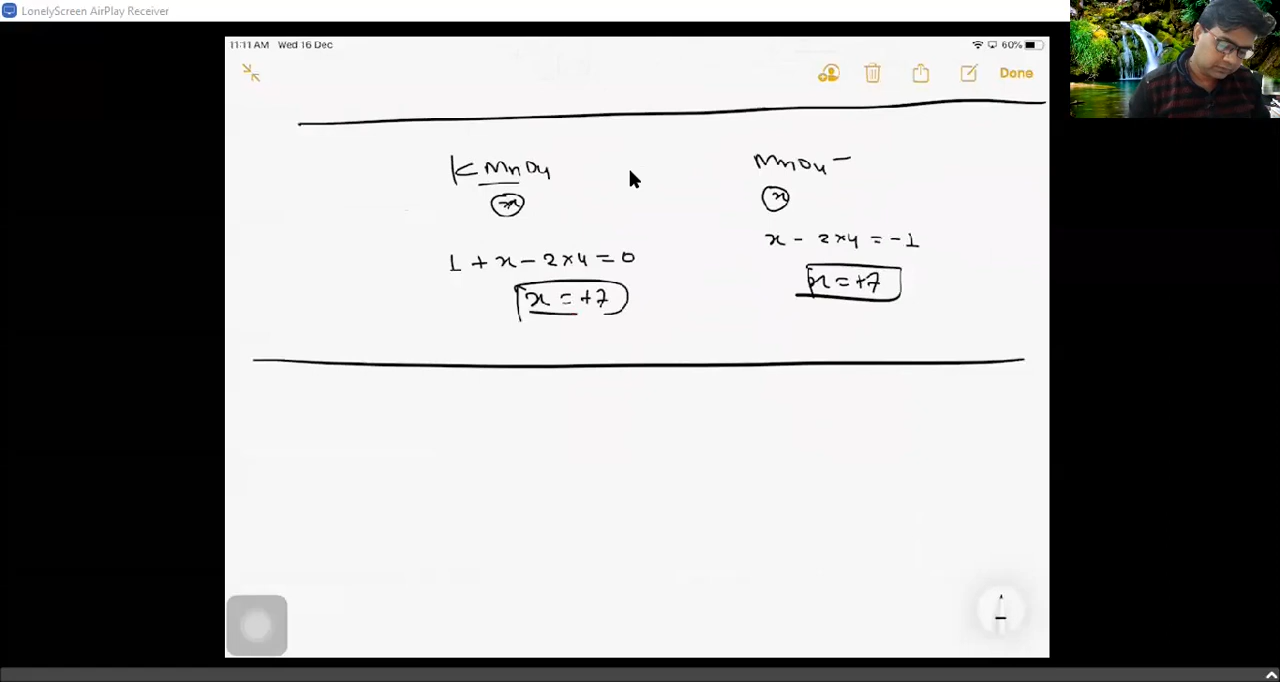 LonelyScreen AirPlay Receiver
11:11 AM Wed 16 Dec
60%
Done
KMnO4
x
1 + x - 2×4 = 0
x = +7
MnO4 -
x
x - 2×4 = -1
x = +7